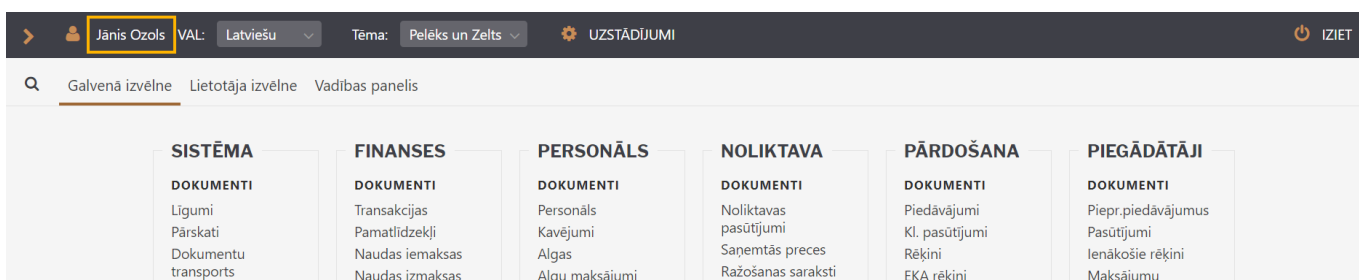 Jānis Ozols VAL: Latviešu Tēma: Pelēks un Zelts UZSTĀDĪJUMI IZIET
Galvenā izvēlne Lietotāja izvēlne Vadības panelis
SISTĒMA
DOKUMENTI
Līgumi
Pārskati
Dokumentu
transports
FINANSES
DOKUMENTI
Transakcijas
Pamatlīdzekļi
Naudas iemaksas
Naudas izmaksas
PERSONĀLS
DOKUMENTI
Personāls
Kavējumi
Algas
Algu maksājumi
NOLIKTAVA
DOKUMENTI
Noliktavas
pasūtījumi
Saņemtās preces
Ražošanas saraksti
PĀRDOŠANA
DOKUMENTI
Piedāvājumi
Kl. pasūtījumi
Rēķini
EKA rēķini
PIEGĀDĀTĀJI
DOKUMENTI
Piepr.piedāvājumus
Pasūtījumi
Ienākošie rēķini
Maksājumu